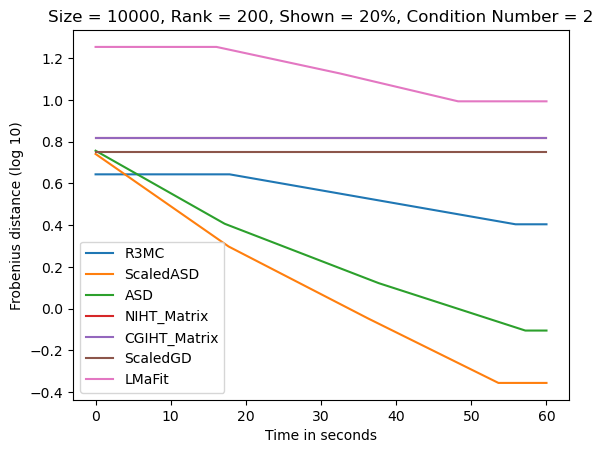 Size = 10000, Rank = 200, Shown = 20%, Condition Number = 2
Frobenius distance (log 10)
1.2
1.0
0.8
0.6
0.4
0.2
0.0
−0.2
−0.4
R3MC
ScaledASD
ASD
NIHT_Matrix
CGIHT_Matrix
ScaledGD
LMaFit
0 10 20 30 40 50 60
Time in seconds